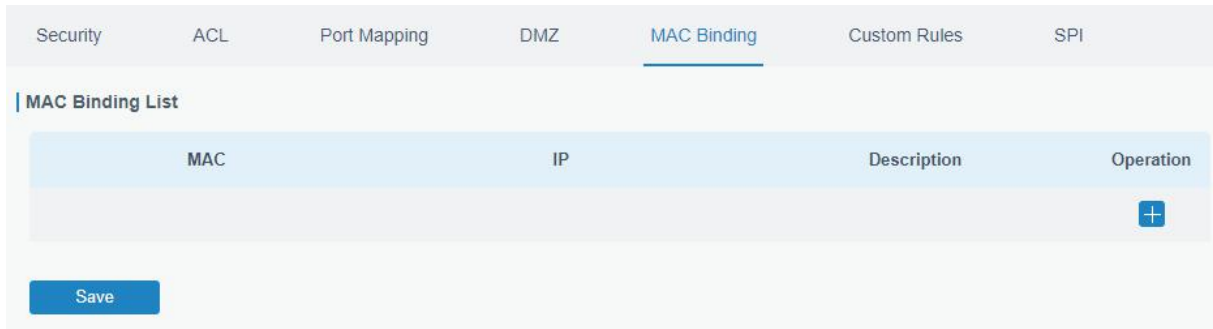 Security ACL Port Mapping DMZ MAC Binding Custom Rules SPI
MAC Binding List
MAC IP Description Operation
Save